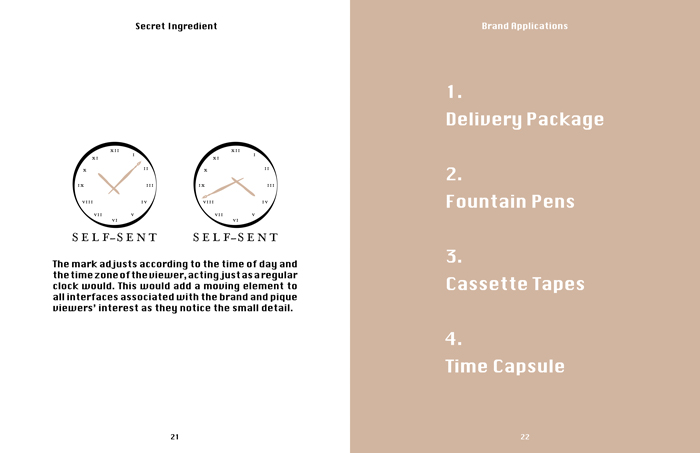 Secret Ingredient
XII
I
II
III
IV
V
VI
VII
VIII
IX
X
XI
SELF-SENT
XII
I
II
III
IV
V
VI
VII
VIII
IX
X
XI
SELF-SENT
The mark adjusts according to the time of day and
the time zone of the viewer, acting just as a regular
clock would. This would add a moving element to
all interfaces associated with the brand and pique
viewers' interest as they notice the small detail.
21
Brand Applications
1.
Delivery Package
2.
Fountain Pens
3.
Cassette Tapes
4.
Time Capsule
22